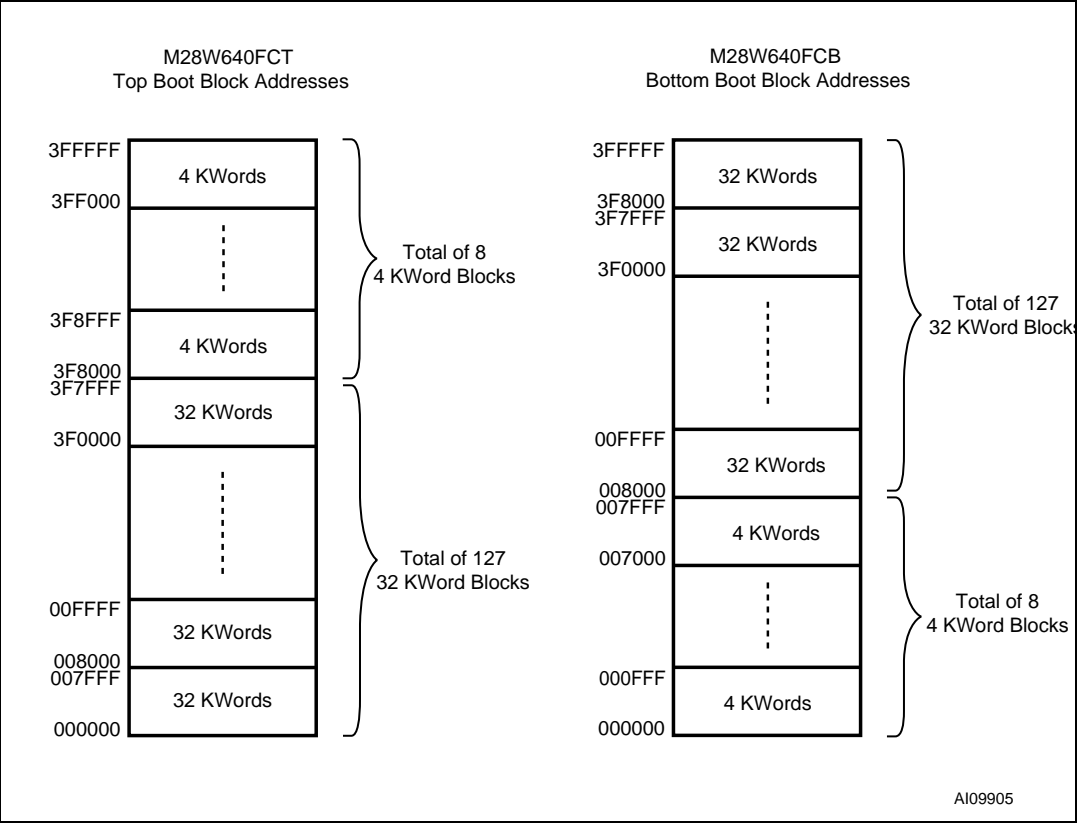 M28W640FCT
Top Boot Block Addresses
3FFFFF
4 KWords
3FF000
Total of 8
4 KWord Blocks
3F8FFF
4 KWords
3F8000
3F7FFF
32 KWords
3F0000
Total of 127
32 KWord Blocks
00FFFF
32 KWords
008000
007FFF
32 KWords
000000
M28W640FCB
Bottom Boot Block Addresses
3FFFFF
32 KWords
3F8000
3F7FFF
32 KWords
3F0000
Total of 127
32 KWord Blocks
00FFFF
32 KWords
008000
007FFF
4 KWords
007000
Total of 8
4 KWord Blocks
000FFF
4 KWords
000000
AI09905